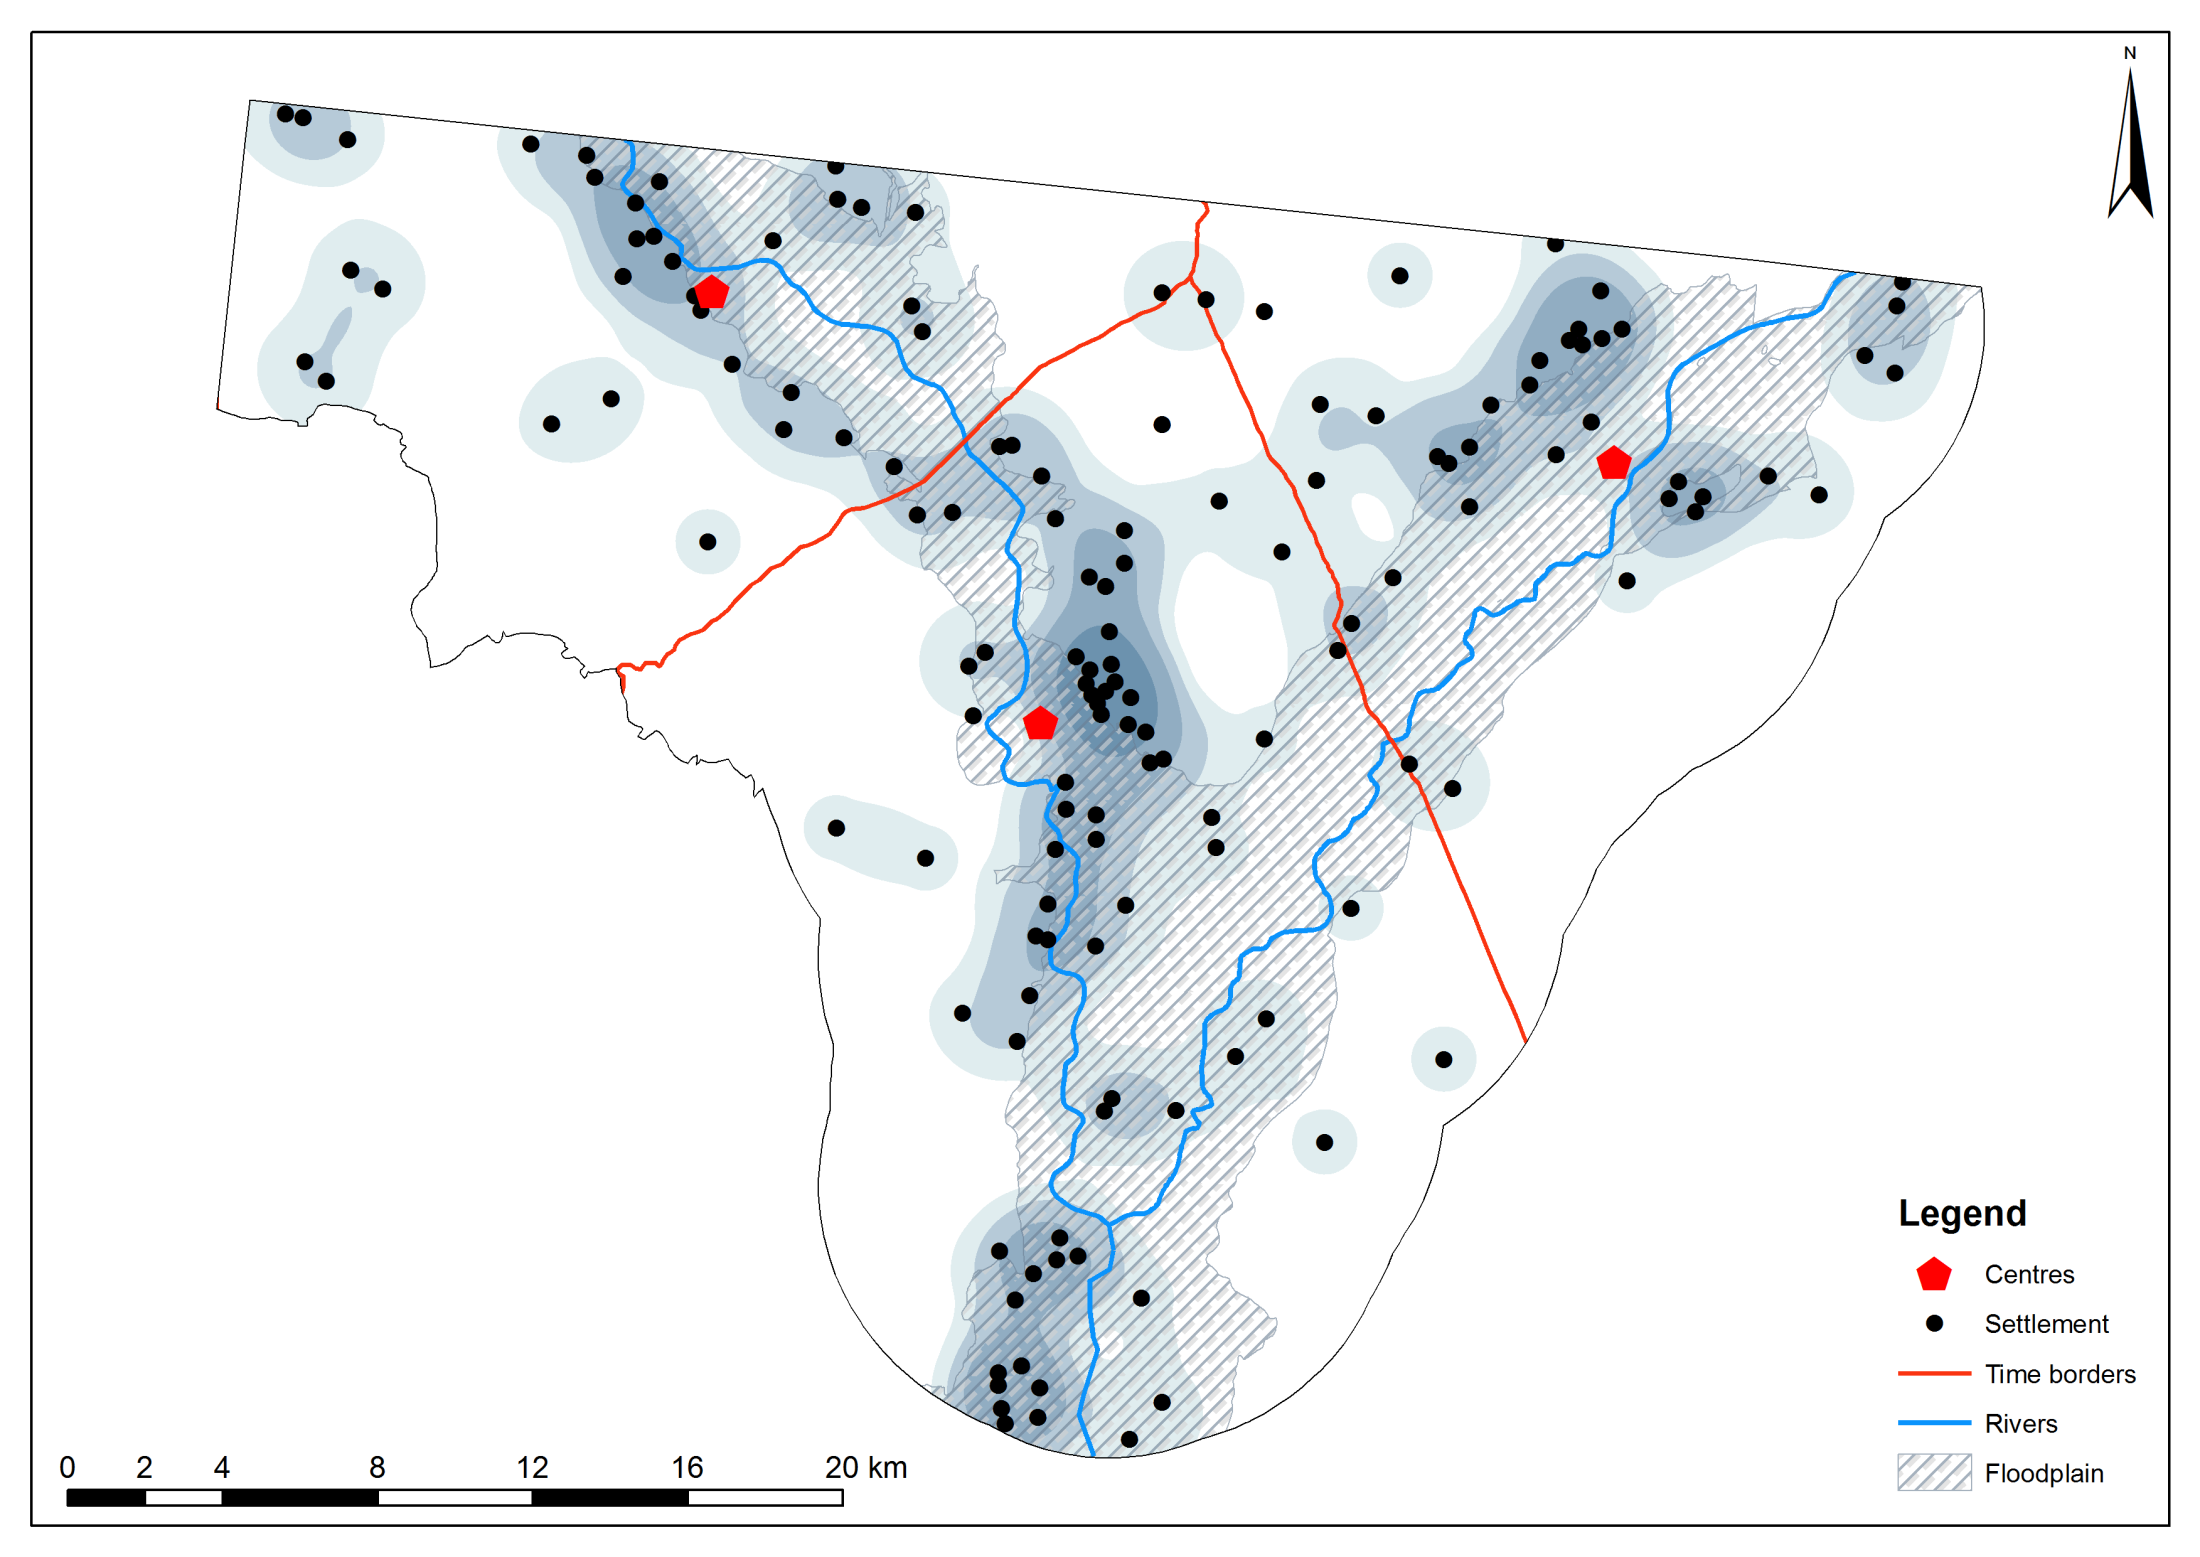 N
Legend
Centres
Settlement
Time borders
Rivers
Floodplain
0 2 4 8 12 16 20 km